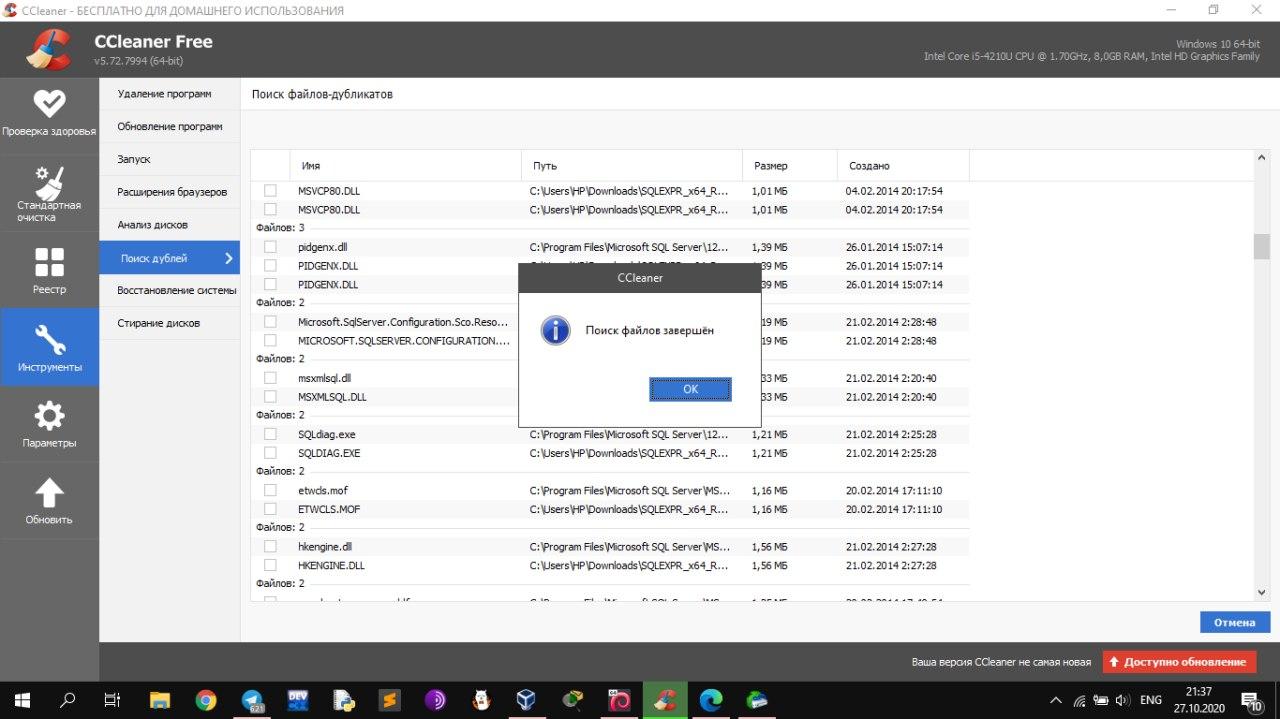 CCleaner - БЕСПЛАТНО ДЛЯ ДОМАШНЕГО ИСПОЛЬЗОВАНИЯ
CCleaner Free
v5.72.7994 (64-bit)
Windows 10 64-bit
Intel Core i5-4210U CPU @ 1.70GHz, 8,0GB RAM, Intel HD Graphics Family
Проверка здоровья
Стандартная очистка
Реестр
Инструменты
Параметры
Обновить
Удаление программ
Обновление программ
Запуск
Расширения браузеров
Анализ дисков
Поиск дублей
Восстановление системы
Стирание дисков
Поиск файлов-дубликатов
Имя Путь Размер Создано
MSVCP80.DLL C:\Users\HP\Downloads\SQLEXPR_x64_R... 1,01 МБ 04.02.2014 20:17:54
MSVCP80.DLL C:\Users\HP\Downloads\SQLEXPR_x64_R... 1,01 МБ 04.02.2014 20:17:54
Файлов: 3
pidgenx.dll C:\Program Files\Microsoft SQL Server\12... 1,39 МБ 26.01.2014 15:07:14
PIDGENX.DLL 39 МБ 26.01.2014 15:07:14
PIDGENX.DLL 39 МБ 26.01.2014 15:07:14
Файлов: 2
Microsoft.SqlServer.Configuration.Sco.Reso... 19 МБ 21.02.2014 2:28:48
MICROSOFT.SQLSERVER.CONFIGURATION.... 19 МБ 21.02.2014 2:28:48
Файлов: 2
msxmlsql.dll 33 МБ 21.02.2014 2:20:40
MSXMLSQL.DLL 33 МБ 21.02.2014 2:20:40
Файлов: 2
SQLdiag.exe C:\Program Files\Microsoft SQL Server\12... 1,21 МБ 21.02.2014 2:25:28
SQLDIAG.EXE C:\Users\HP\Downloads\SQLEXPR_x64_R... 1,21 МБ 21.02.2014 2:25:28
Файлов: 2
etwcls.mof C:\Program Files\Microsoft SQL Server\MS... 1,16 МБ 20.02.2014 17:11:10
ETWCLS.MOF C:\Users\HP\Downloads\SQLEXPR_x64_R... 1,16 МБ 20.02.2014 17:11:10
Файлов: 2
hkengine.dll C:\Program Files\Microsoft SQL Server\MS... 1,56 МБ 21.02.2014 2:27:28
HKENGINE.DLL C:\Users\HP\Downloads\SQLEXPR_x64_R... 1,56 МБ 21.02.2014 2:27:28
Файлов: 2
CCleaner
Поиск файлов завершён
OK
Отмена
Ваша версия CCleaner не самая новая
Доступно обновление
621
DEV
ENG
21:37
27.10.2020
10